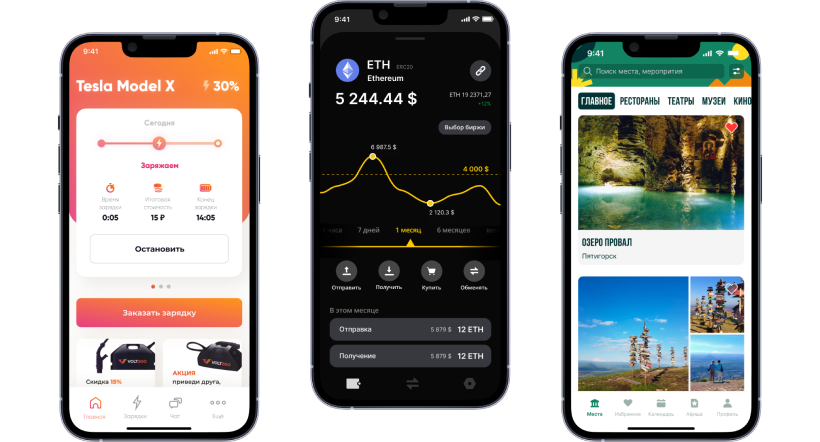 9:41
Tesla Model X
30%
Сегодня
Заряжаем
Время зарядки
Итоговая стоимость
Конец зарядки
0:05
15 ₽
14:05
Остановить
Заказать зарядку
VOLTGO
VOLTGO
Скидка 15%
АКЦИЯ
приведи друга,
Главная
Зарядки
Чат
Ещё
9:41
ETH ERC20
Ethereum
5 244.44 $
ETH 19 2371,27
+12%
Выбор биржи
6 987.5 $
4 000 $
2 120.3 $
часа
7 дней
1 месяц
6 месяцев
Отправить
Получить
Купить
Обменять
В этом месяце
Отправка
5 879 $
12 ETH
Получение
5 879 $
12 ETH
9:41
Поиск места, меропрития
ГЛАВНОЕ
РЕСТОРАНЫ
ТЕАТРЫ
МУЗЕИ
КИНО
ОЗЕРО ПРОВАЛ
Пятигорск
Места
Избранное
Календарь
Афиша
Профиль